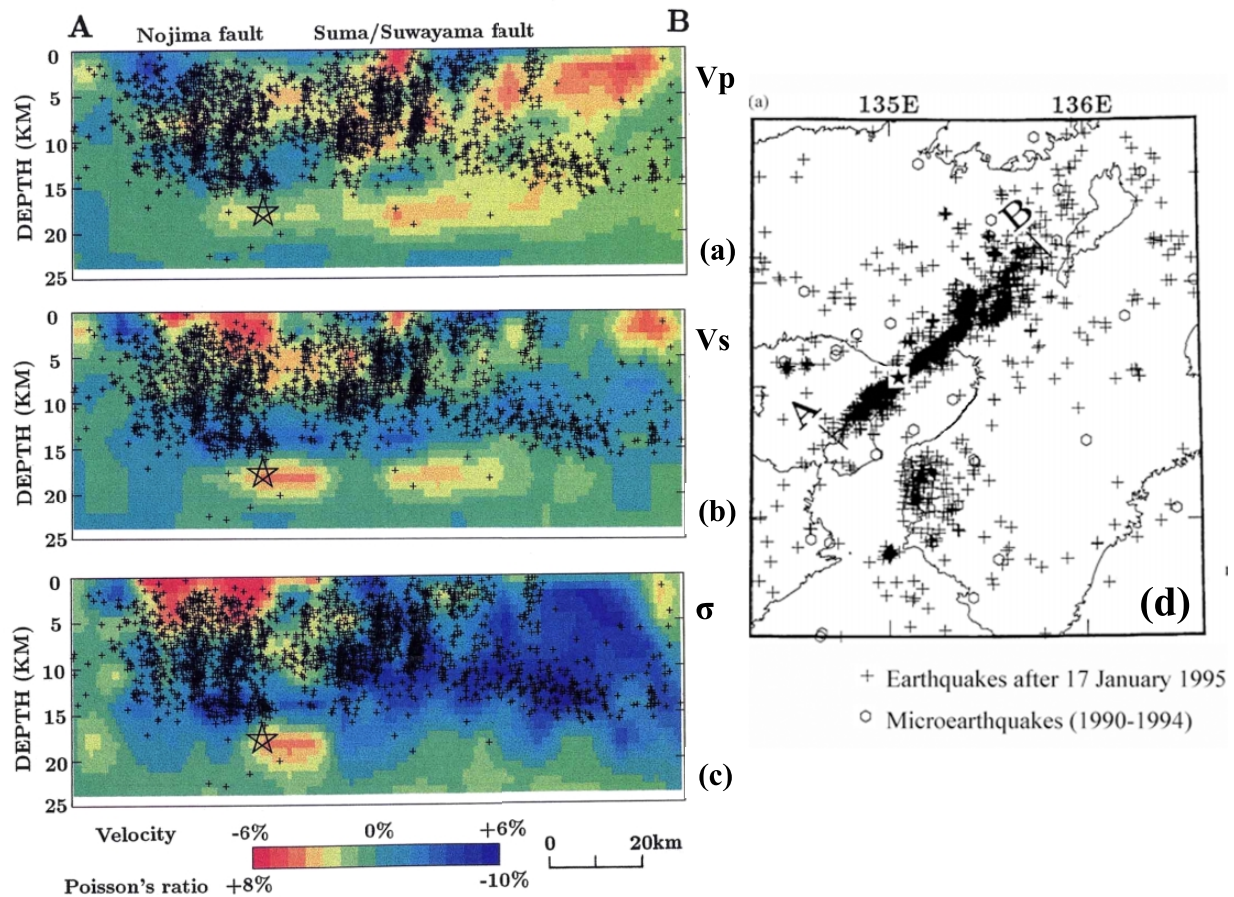 A
Nojima fault
Suma/Suwayama fault
B
0
5
10
15
20
25
DEPTH (KM)
Vp
(a)
0
5
10
15
20
25
DEPTH (KM)
Vs
(b)
0
5
10
15
20
25
DEPTH (KM)
σ
(c)
Velocity
-6%
0%
+6%
Poisson's ratio
+8%
-10%
0
20km
(a)
135E
136E
B
A
(d)
+ Earthquakes after 17 January 1995
Microearthquakes (1990-1994)